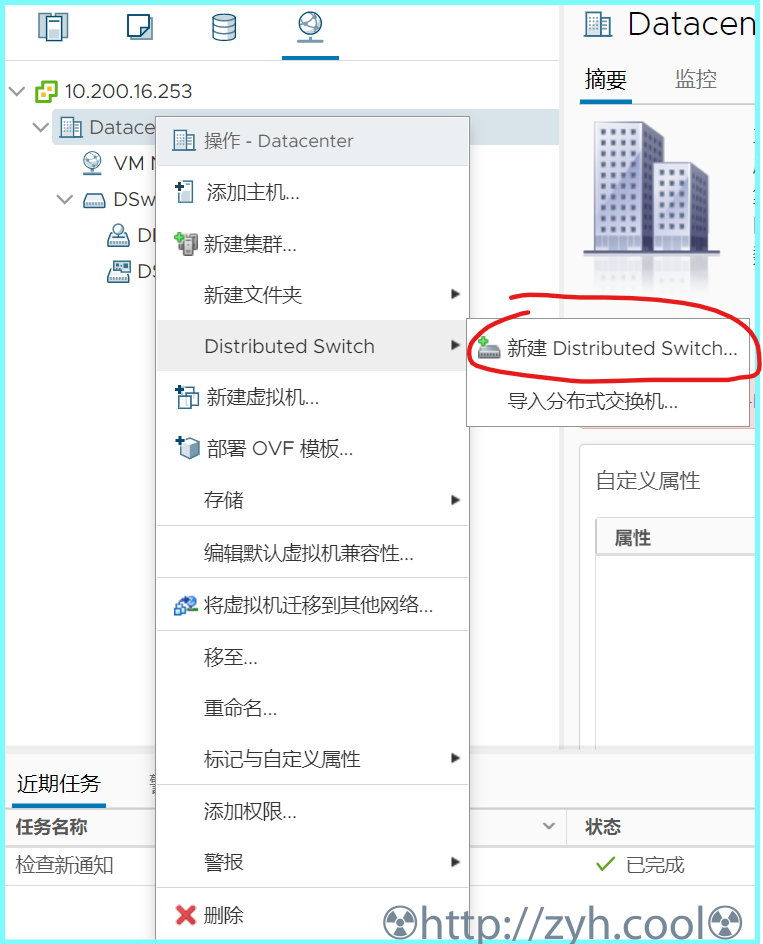 Datacen
摘要 监控
10.200.16.253
Datace
操作 - Datacenter
VM
添加主机...
DSw
新建集群...
新建文件夹
Distributed Switch
新建 Distributed Switch...
导入分布式交换机...
新建虚拟机...
部署 OVF 模板...
自定义属性
存储
属性
编辑默认虚拟机兼容性...
将虚拟机迁移到其他网络...
移至...
重命名...
标记与自定义属性
近期任务
添加权限...
任务名称 状态
警报
检查新通知 已完成
删除
http://zyh.cool